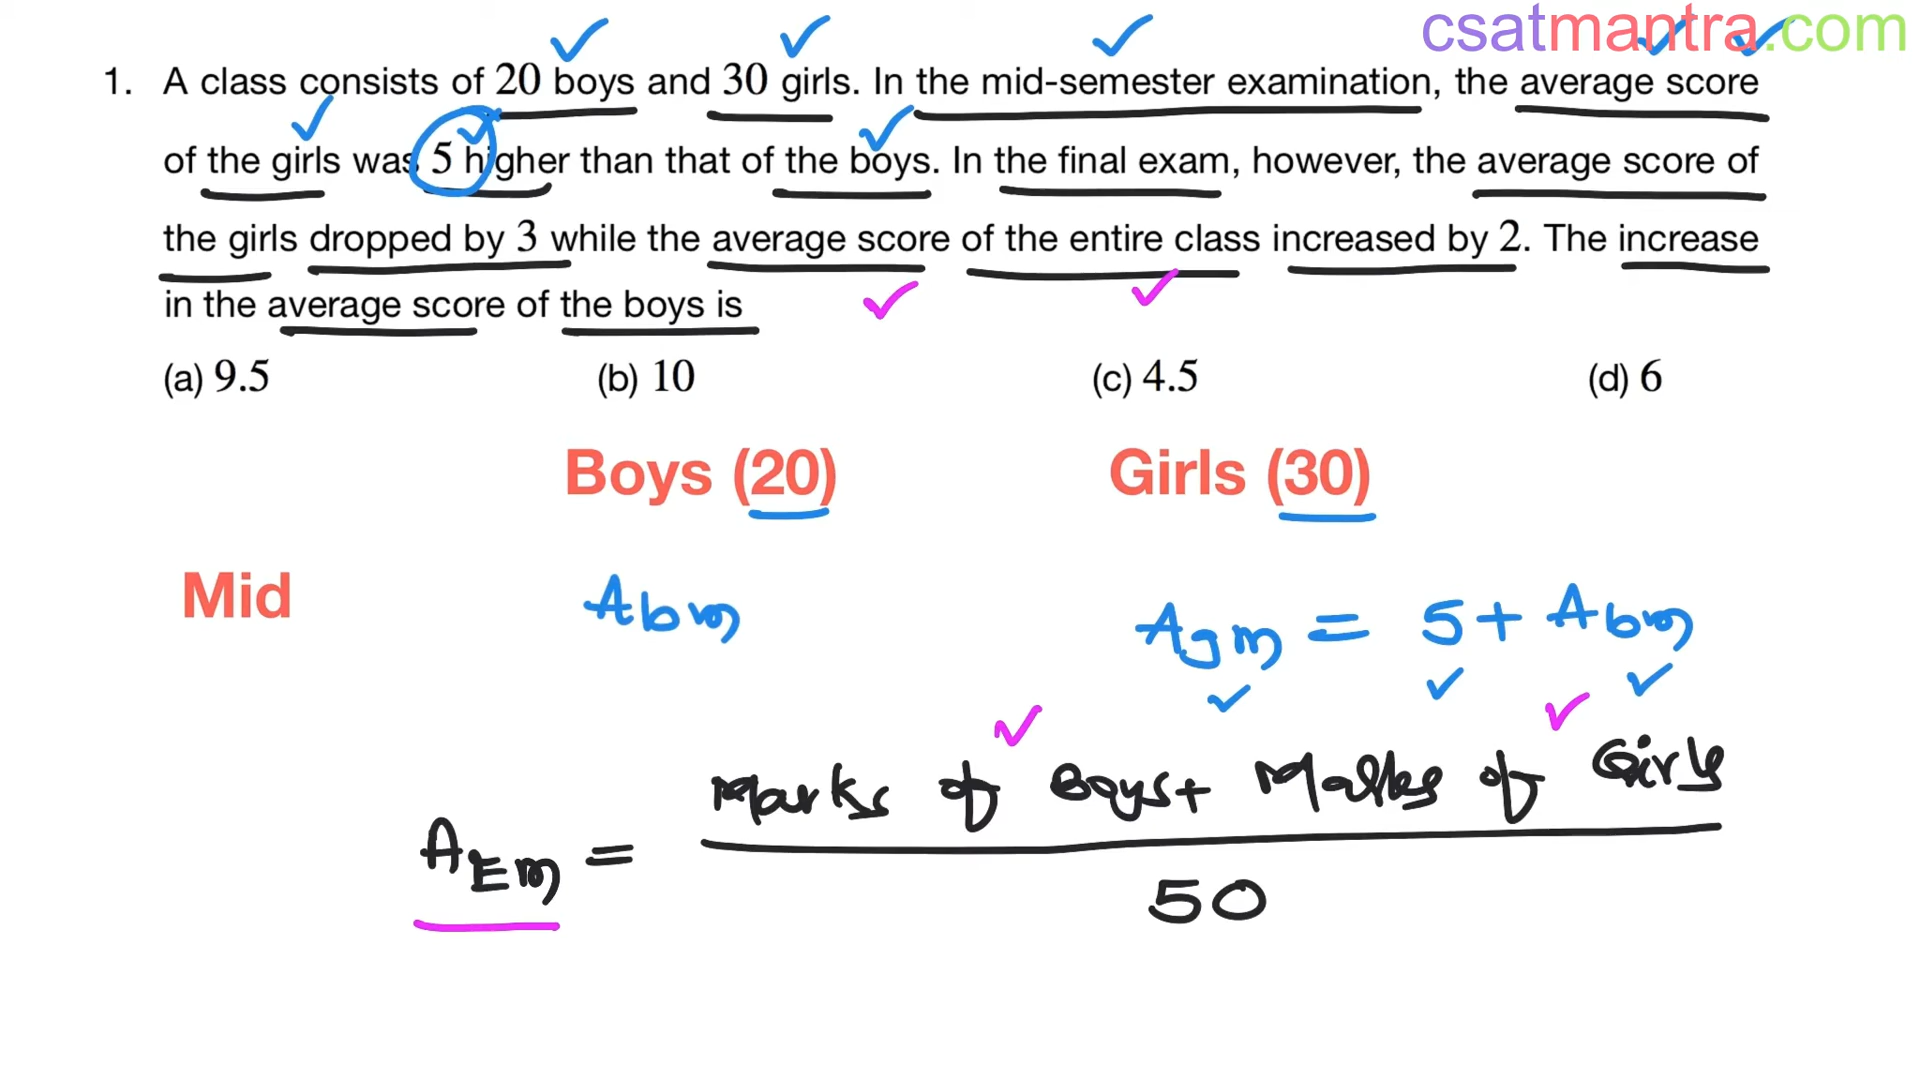 csatmantra.com
1. A class consists of 20 boys and 30 girls. In the mid-semester examination, the average score
of the girls was 5 higher than that of the boys. In the final exam, however, the average score of
the girls dropped by 3 while the average score of the entire class increased by 2. The increase
in the average score of the boys is
(a) 9.5 (b) 10 (c) 4.5 (d) 6
Boys (20) Girls (30)
Mid Abm Agm = 5 + Abm
Marks of Boys + Marks of Girls
AEm =
50